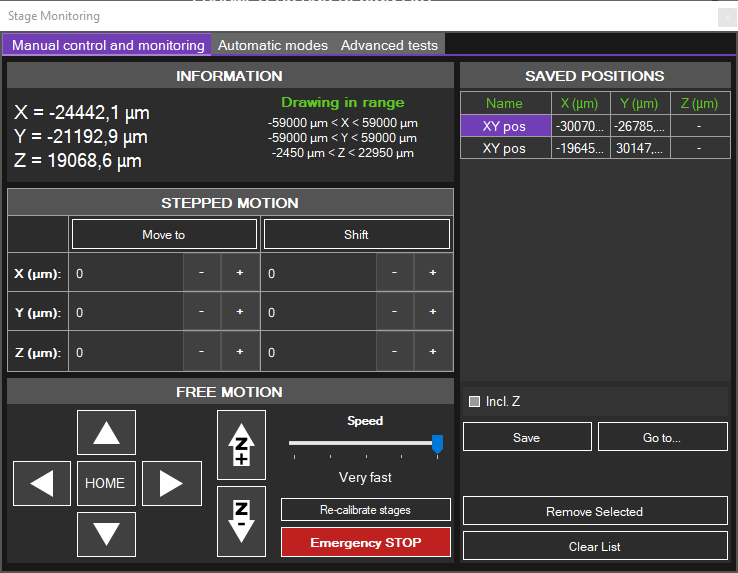 Stage Monitoring
Manual control and monitoring Automatic modes Advanced tests
INFORMATION
X = -24442,1 µm
Y = -21192,9 µm
Z = 19068,6 µm
Drawing in range
-59000 µm < X < 59000 µm
-59000 µm < Y < 59000 µm
-2450 µm < Z < 22950 µm
STEPPED MOTION
Move to Shift
X (µm): 0 - + 0 - +
Y (µm): 0 - + 0 - +
Z (µm): 0 - + 0 - +
FREE MOTION
HOME
Z+
Z-
Speed
Very fast
Re-calibrate stages
Emergency STOP
SAVED POSITIONS
Name X (µm) Y (µm) Z (µm)
XY pos -30070... -26785,... -
XY pos -19645... 30147,... -
Incl. Z
Save Go to...
Remove Selected
Clear List